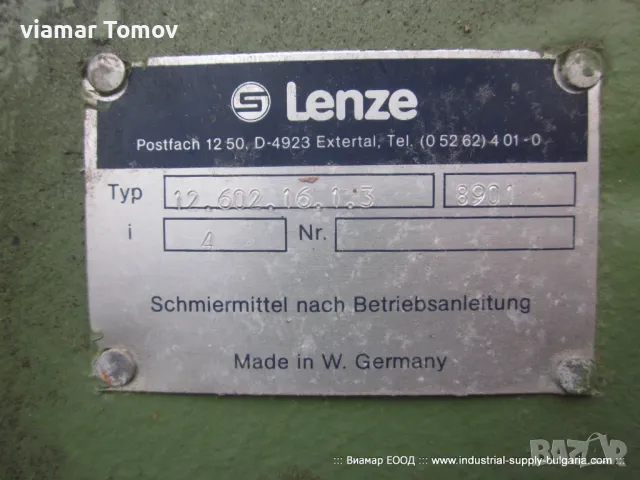 viamar Tomov
Lenze
Postfach 12 50, D-4923 Extertal, Tel. (0 52 62) 4 01-0
Typ 12.602.16.1.3 8901
i 4 Nr.
Schmiermittel nach Betriebsanleitung
Made in W. Germany
::: Виамар ЕООД ::: www.industrial-supply-bulgaria.com :::
BAZAR